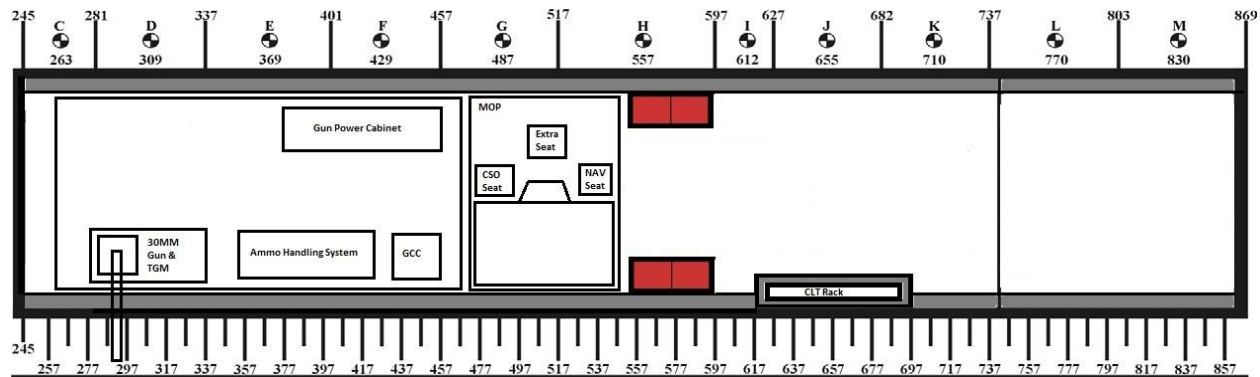 245 281 337 401 457 517 597 627 682 737 803 869
C D E F G H I J K L M
263 309 369 429 487 557 612 655 710 770 830
MOP
Gun Power Cabinet
Extra
Seat
CSO
Seat
NAV
Seat
30MM
Gun &
TGM
Ammo Handling System
GCC
CLT Rack
245
257 277 297 317 337 357 377 397 417 437 457 477 497 517 537 557 577 597 617 637 657 677 697 717 737 757 777 797 817 837 857